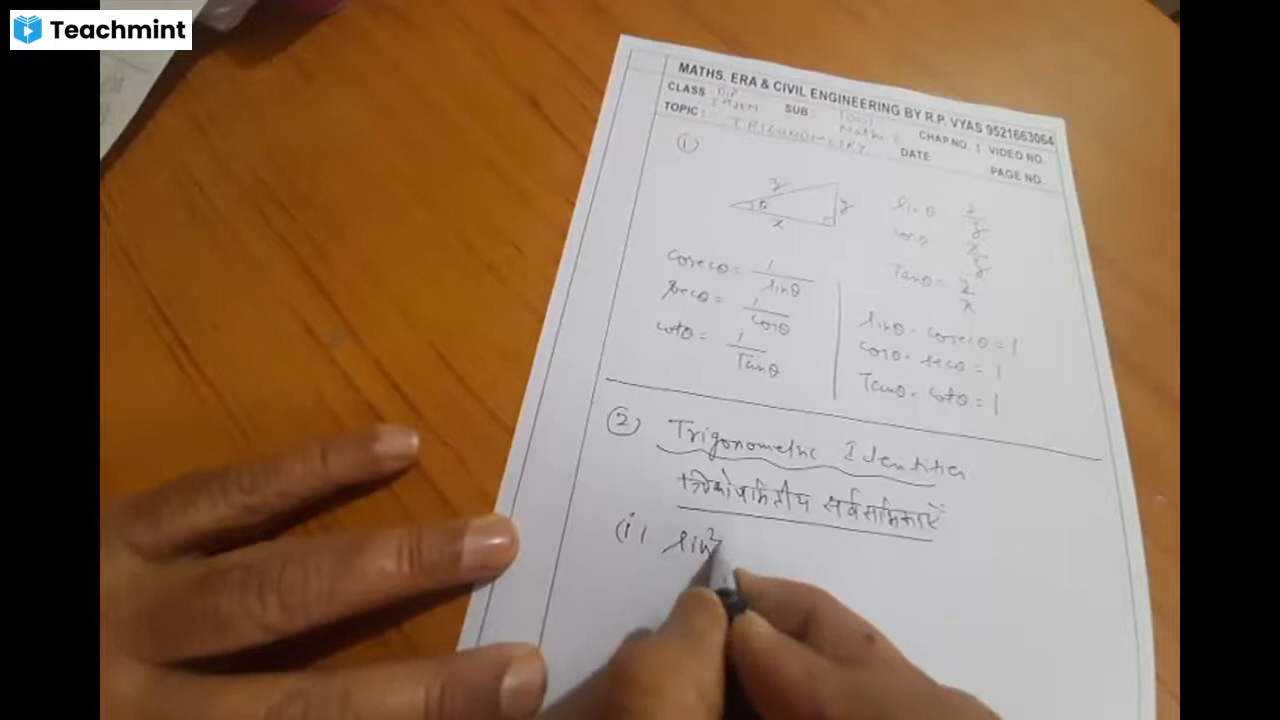 Teachmint
MATHS. ERA & CIVIL ENGINEERING BY R.P. VYAS 9521663064
CLASS SUB: CHAP NO. 1 VIDEO NO.
TOPIC: TRIGONOMETRY DATE PAGE NO.
①
θ
x
sinθ
cosθ
Tanθ =
x
cosecθ = 1/sinθ
secθ = 1/cosθ
cotθ = 1/Tanθ
sinθ · cosecθ = 1
cosθ · secθ = 1
Tanθ · cotθ = 1
② Trigonometric Identities
त्रिकोणमितीय सर्वसमिकाएँ
(i) sin²